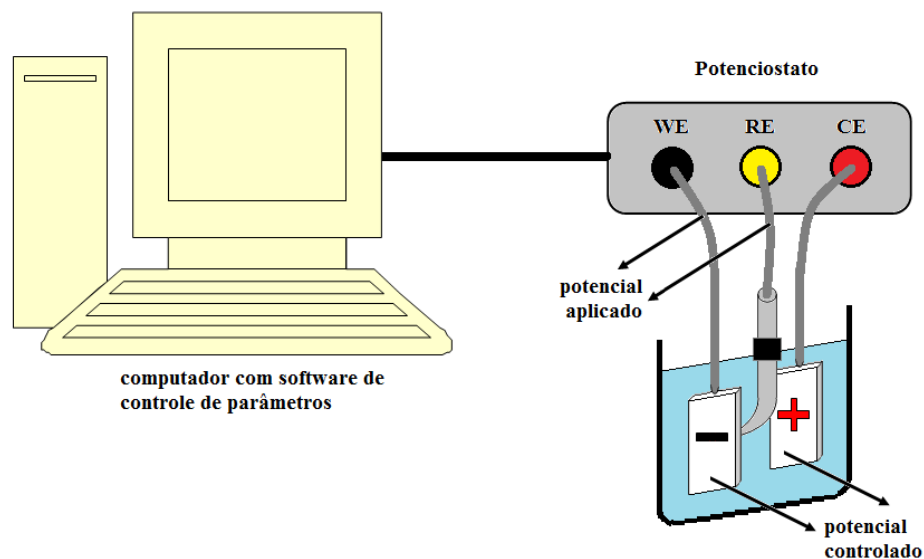 Potenciostato
WE RE CE
potencial
aplicado
computador com software de
controle de parâmetros
potencial
controlado